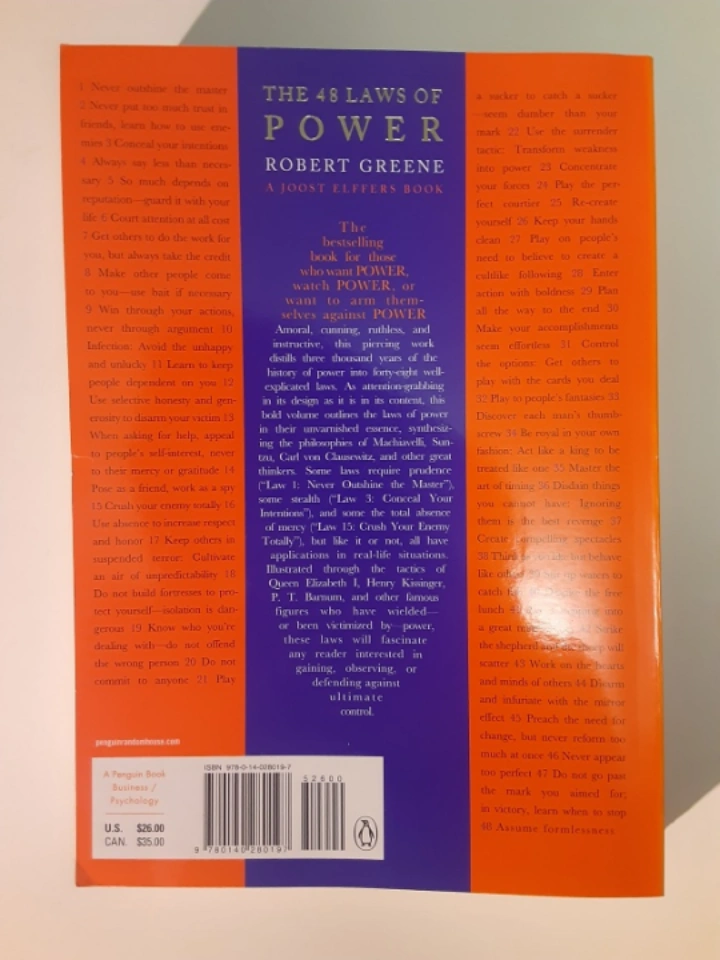 1 Never outshine the master
2 Never put too much trust in
friends, learn how to use ene-
mies 3 Conceal your intentions
4 Always say less than neces-
sary 5 So much depends on
reputation—guard it with your
life 6 Court attention at all cost
7 Get others to do the work for
you, but always take the credit
8 Make other people come
to you—use bait if necessary
9 Win through your actions,
never through argument 10
Infection: Avoid the unhappy
and unlucky 11 Learn to keep
people dependent on you 12
Use selective honesty and gen-
erosity to disarm your victim 13
When asking for help, appeal
to people's self-interest, never
to their mercy or gratitude 14
Pose as a friend, work as a spy
15 Crush your enemy totally 16
Use absence to increase respect
and honor 17 Keep others in
suspended terror: Cultivate
an air of unpredictability 18
Do not build fortresses to pro-
tect yourself—isolation is dan-
gerous 19 Know who you're
dealing with—do not offend
the wrong person 20 Do not
commit to anyone 21 Play
penguinrandomhouse.com
A Penguin Book
Business /
Psychology
U.S. $26.00
CAN. $35.00
ISBN 978-0-14-028019-7
52600
9 780140 280197
THE 48 LAWS OF
POWER
ROBERT GREENE
A JOOST ELFFERS BOOK
The
bestselling
book for those
who want POWER,
watch POWER, or
want to arm them-
selves against POWER
Amoral, cunning, ruthless, and
instructive, this piercing work
distills three thousand years of the
history of power into forty-eight well-
explicated laws. As attention-grabbing
in its design as it is in its content, this
bold volume outlines the laws of power
in their unvarnished essence, synthesiz-
ing the philosophies of Machiavelli, Sun-
tzu, Carl von Clausewitz, and other great
thinkers. Some laws require prudence
("Law 1: Never Outshine the Master"),
some stealth ("Law 3: Conceal Your
Intentions"), and some the total absence
of mercy ("Law 15: Crush Your Enemy
Totally"), but like it or not, all have
applications in real-life situations.
Illustrated through the tactics of
Queen Elizabeth I, Henry Kissinger,
P. T. Barnum, and other famous
figures who have wielded—
or been victimized by—power,
these laws will fascinate
any reader interested in
gaining, observing, or
defending against
ultimate
control.
a sucker to catch a sucker
—seem dumber than your
mark 22 Use the surrender
tactic: Transform weakness
into power 23 Concentrate
your forces 24 Play the per-
fect courtier 25 Re-create
yourself 26 Keep your hands
clean 27 Play on people's
need to believe to create a
cultlike following 28 Enter
action with boldness 29 Plan
all the way to the end 30
Make your accomplishments
seem effortless 31 Control
the options: Get others to
play with the cards you deal
32 Play to people's fantasies 33
Discover each man's thumb-
screw 34 Be royal in your own
fashion: Act like a king to be
treated like one 35 Master the
art of timing 36 Disdain things
you cannot have: Ignoring
them is the best revenge 37
Create compelling spectacles
38 Think but behave
like others waters to
catch the free
lunch into
a great Strike
the shepherd and the sheep will
scatter 43 Work on the hearts
and minds of others 44 Disarm
and infuriate with the mirror
effect 45 Preach the need for
change, but never reform too
much at once 46 Never appear
too perfect 47 Do not go past
the mark you aimed for;
in victory, learn when to stop
48 Assume formlessness